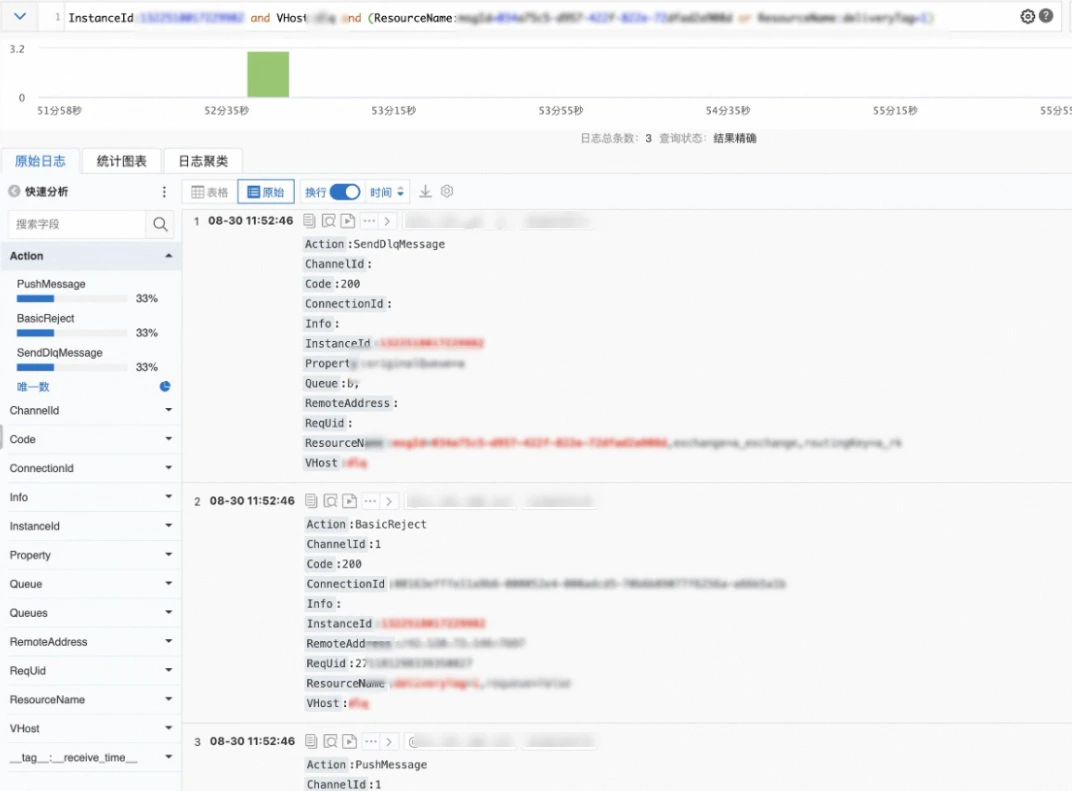 1 InstanceId and VHost and (ResourceName:
3.2
0
51分58秒 52分35秒 53分15秒 53分55秒 54分35秒 55分15秒
日志总条数: 3 查询状态: 结果精确
原始日志 统计图表 日志聚类
快速分析
表格 原始 换行 时间
搜索字段
Action
PushMessage
33%
BasicReject
33%
SendDlqMessage
33%
唯一数
ChannelId
Code
ConnectionId
Info
InstanceId
Property
Queue
Queues
RemoteAddress
ReqUid
ResourceName
VHost
__tag__:__receive_time__
1 08-30 11:52:46
Action :SendDlqMessage
ChannelId :
Code :200
ConnectionId :
Info :
InstanceId
Property
Queue :b;
RemoteAddress :
ReqUid :
ResourceName
VHost
2 08-30 11:52:46
Action :BasicReject
ChannelId :1
Code :200
ConnectionId
Info :
InstanceId
RemoteAddress
ReqUid :27
ResourceName
VHost :
3 08-30 11:52:46
Action :PushMessage
ChannelId :1